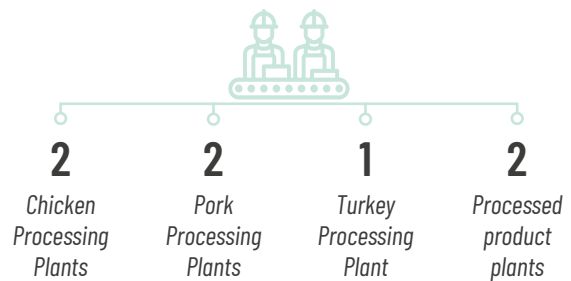 2
Chicken
Processing
Plants
2
Pork
Processing
Plants
1
Turkey
Processing
Plant
2
Processed
product
plants